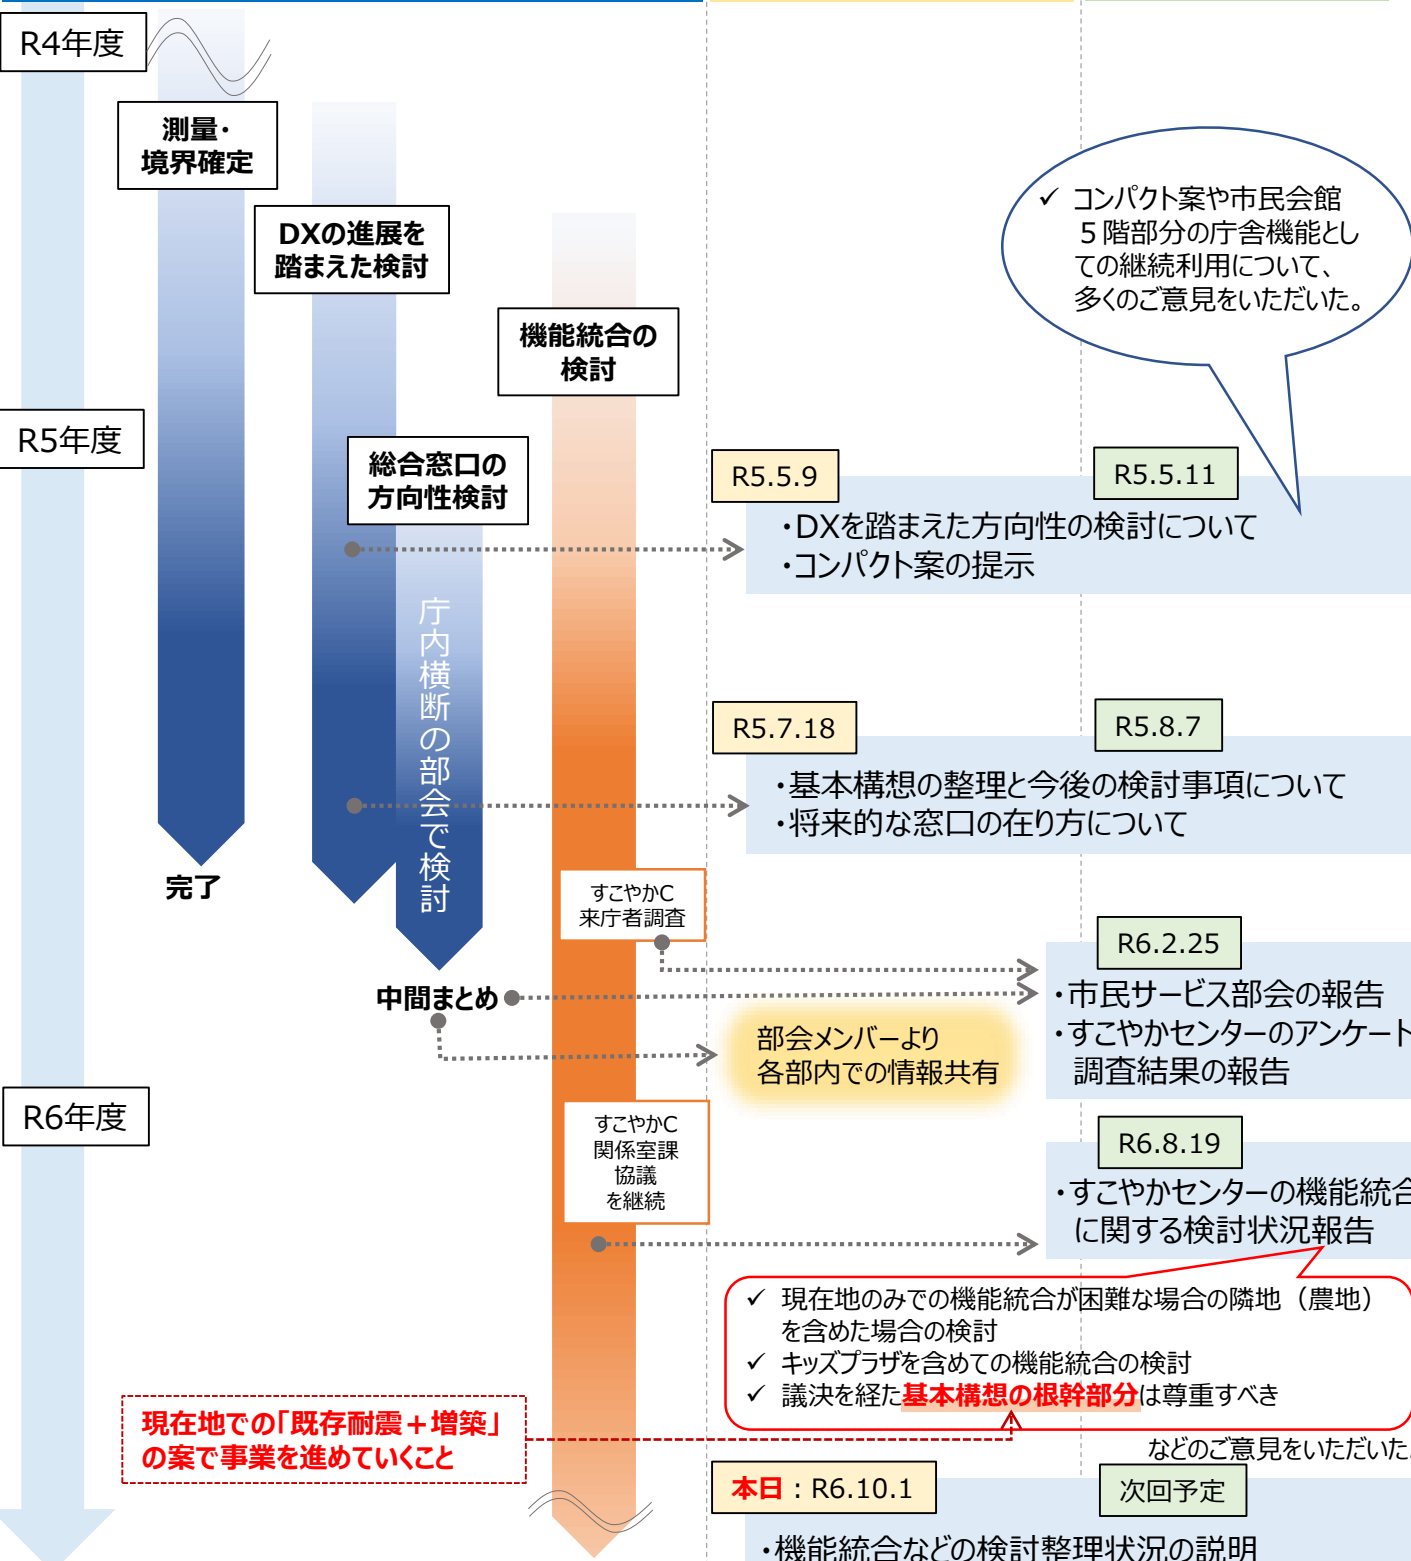 R4年度
測量・
境界確定
DXの進展を
踏まえた検討
機能統合の
検討
✓ コンパクト案や市民会館
５階部分の庁舎機能とし
ての継続利用について、
多くのご意見をいただいた。
R5年度
総合窓口の
方向性検討
庁内横断の部会で検討
R5.5.9
R5.5.11
・DXを踏まえた方向性の検討について
・コンパクト案の提示
R5.7.18
R5.8.7
・基本構想の整理と今後の検討事項について
・将来的な窓口の在り方について
完了
すこやかC
来庁者調査
中間まとめ
部会メンバーより
各部内での情報共有
R6.2.25
・市民サービス部会の報告
・すこやかセンターのアンケート
調査結果の報告
R6年度
すこやかC
関係室課
協議
を継続
R6.8.19
・すこやかセンターの機能統合
に関する検討状況報告
✓ 現在地のみでの機能統合が困難な場合の隣地（農地）
を含めた場合の検討
✓ キッズプラザを含めての機能統合の検討
✓ 議決を経た基本構想の根幹部分は尊重すべき
などのご意見をいただいた。
現在地での「既存耐震＋増築」
の案で事業を進めていくこと
本日：R6.10.1
次回予定
・機能統合などの検討整理状況の説明